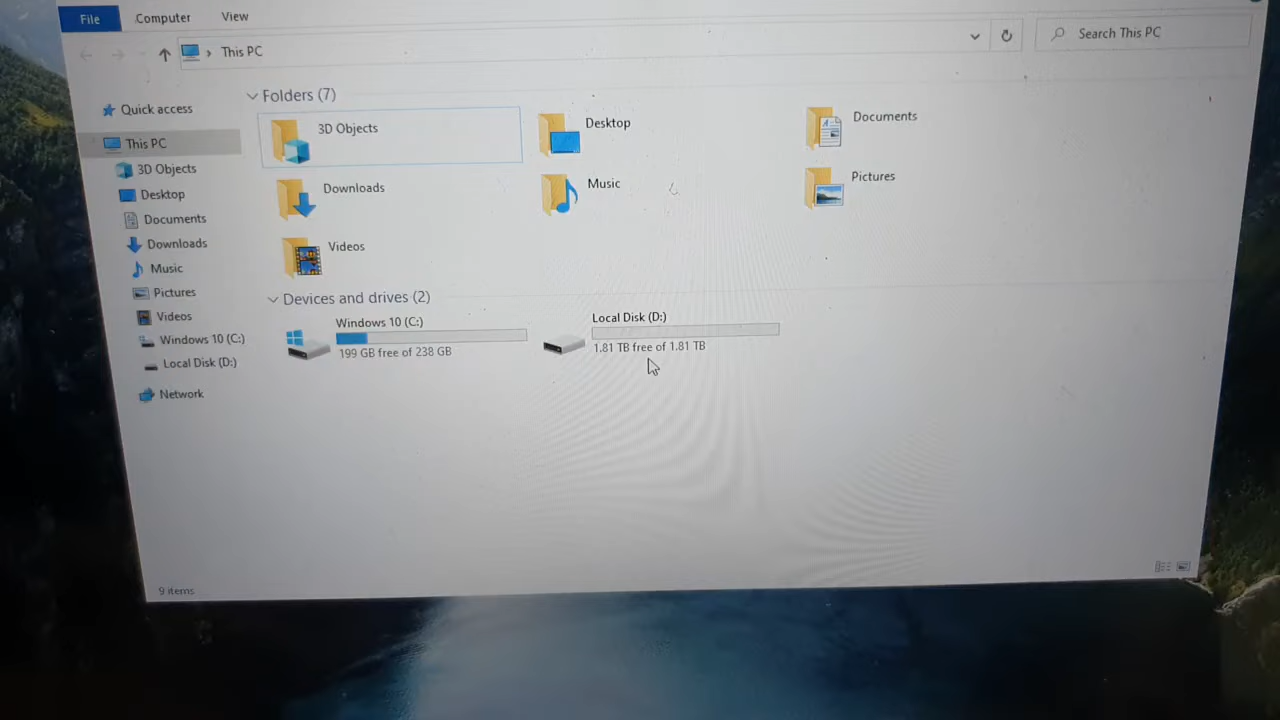 File Computer View
This PC
Search This PC
Quick access
This PC
3D Objects
Desktop
Documents
Downloads
Music
Pictures
Videos
Windows 10 (C:)
Local Disk (D:)
Network
Folders (7)
3D Objects
Desktop
Documents
Downloads
Music
Pictures
Videos
Devices and drives (2)
Windows 10 (C:)
199 GB free of 238 GB
Local Disk (D:)
1.81 TB free of 1.81 TB
9 items